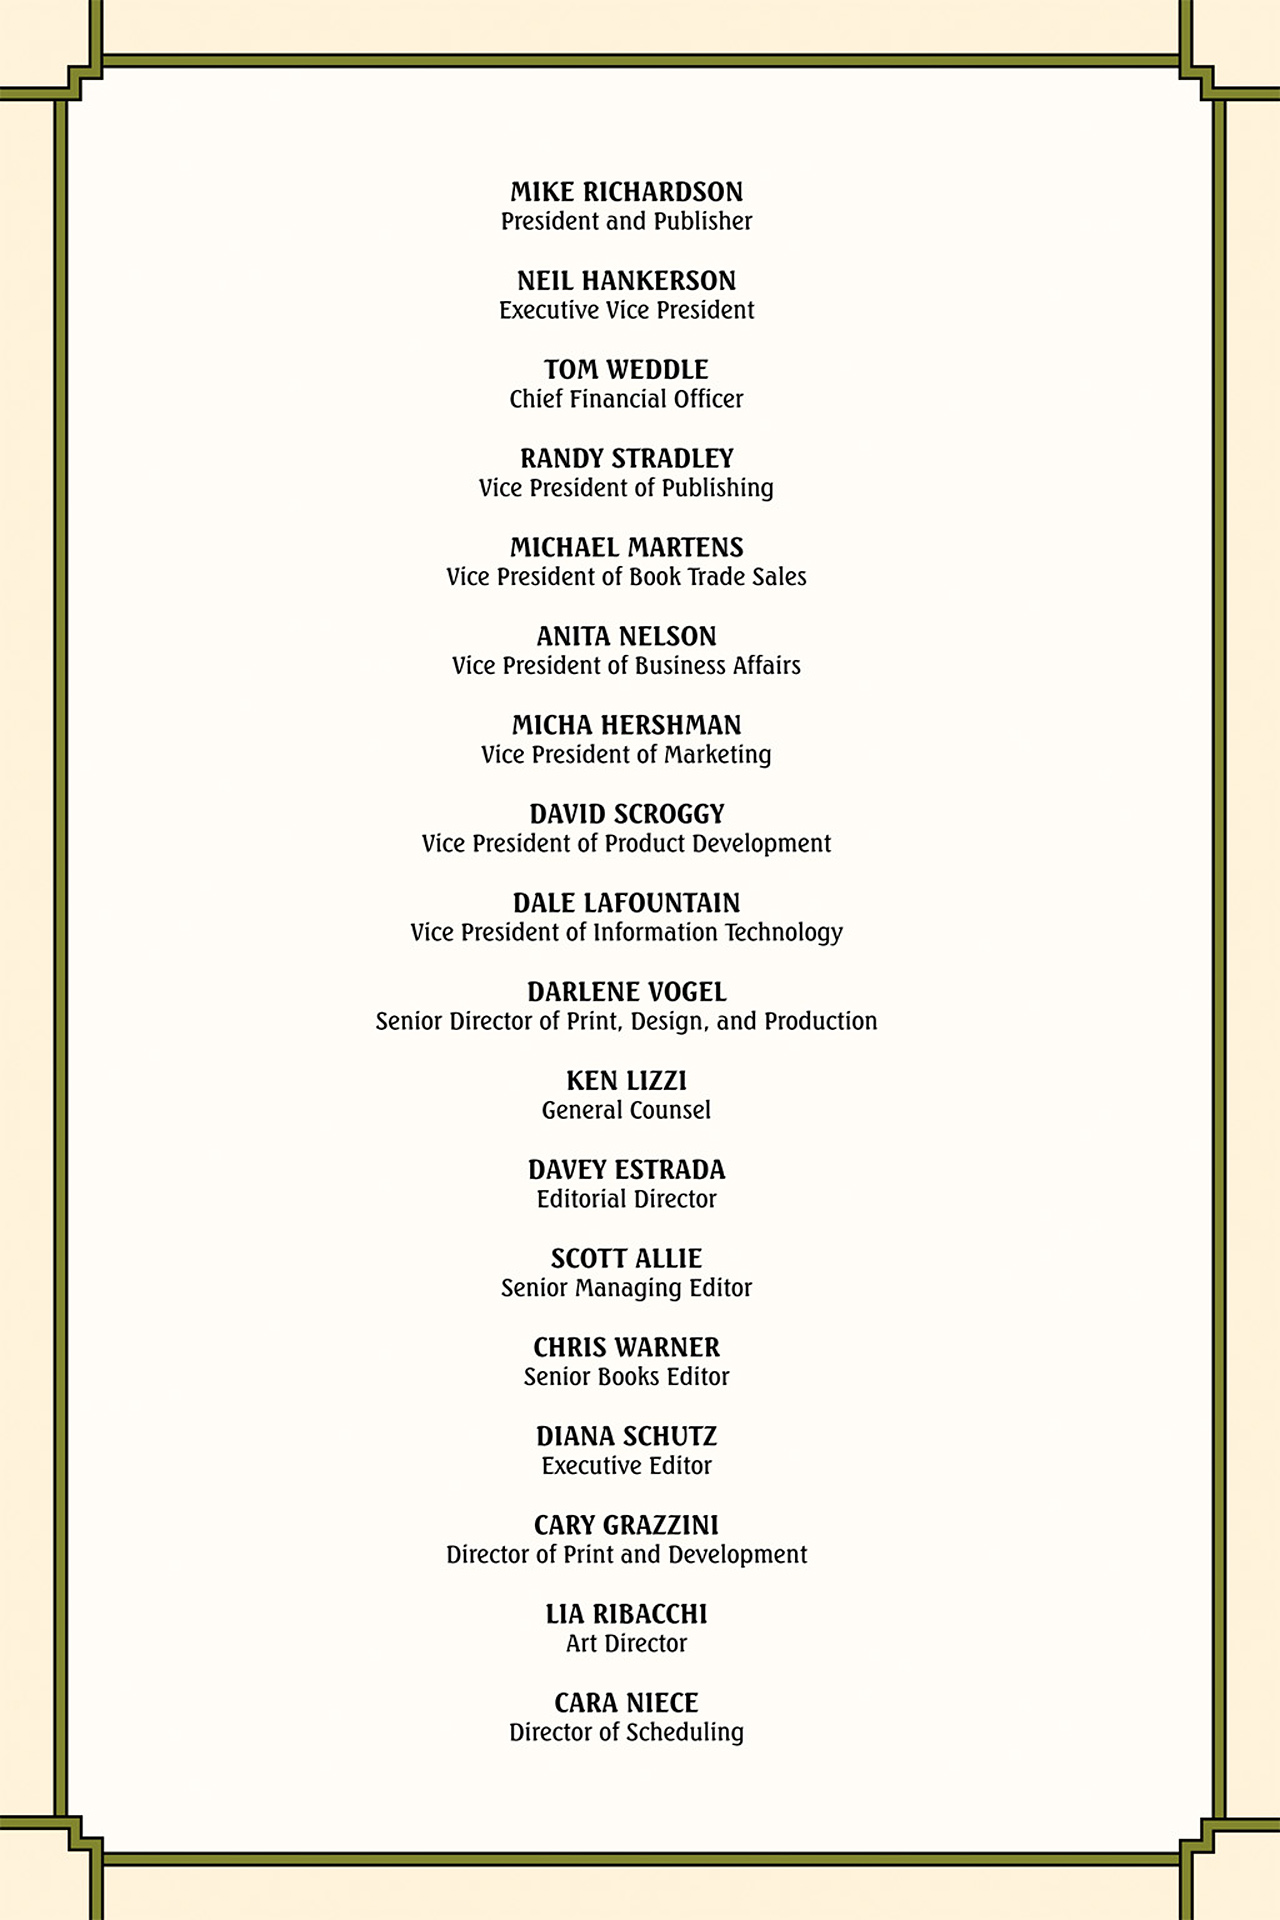 MIKE RICHARDSON
President and Publisher
NEIL HANKERSON
Executive Vice President
TOM WEDDLE
Chief Financial Officer
RANDY STRADLEY
Vice President of Publishing
MICHAEL MARTENS
Vice President of Book Trade Sales
ANITA NELSON
Vice President of Business Affairs
MICHA HERSHMAN
Vice President of Marketing
DAVID SCROGGY
Vice President of Product Development
DALE LAFOUNTAIN
Vice President of Information Technology
DARLENE VOGEL
Senior Director of Print, Design, and Production
KEN LIZZI
General Counsel
DAVEY ESTRADA
Editorial Director
SCOTT ALLIE
Senior Managing Editor
CHRIS WARNER
Senior Books Editor
DIANA SCHUTZ
Executive Editor
CARY GRAZZINI
Director of Print and Development
LIA RIBACCHI
Art Director
CARA NIECE
Director of Scheduling